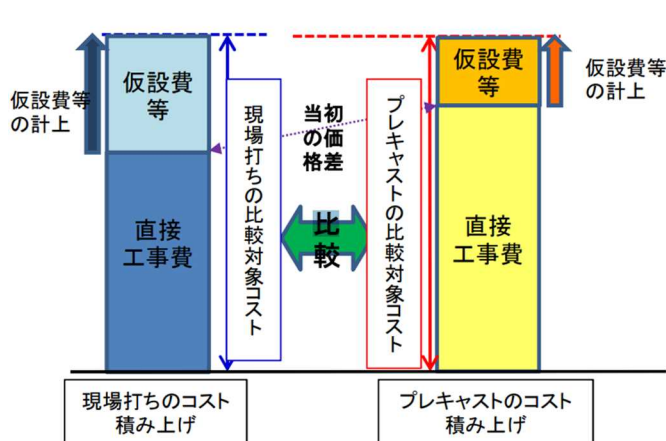 仮設費等
の計上
仮設費
等
直接
工事費
現場打ちの比較対象コスト
当初
の価
格差
比
較
プレキャストの比較対象コスト
仮設費
等
直接
工事費
仮設費等
の計上
現場打ちのコスト
積み上げ
プレキャストのコスト
積み上げ